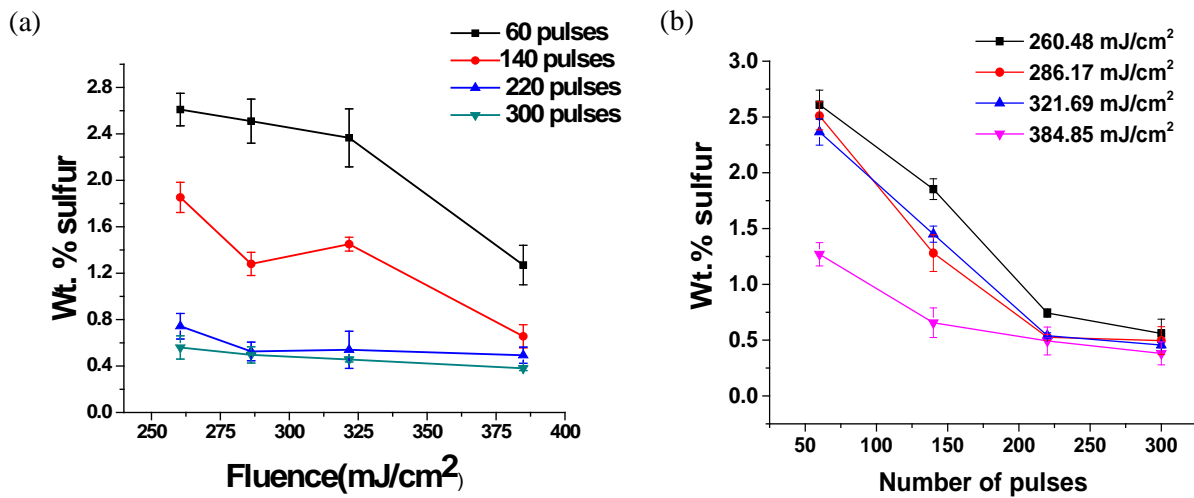 (a)
60 pulses
140 pulses
220 pulses
300 pulses
2.8
2.4
2.0
1.6
1.2
0.8
0.4
0.0
Wt. % sulfur
250 275 300 325 350 375 400
Fluence(mJ/cm²)
(b)
260.48 mJ/cm²
286.17 mJ/cm²
321.69 mJ/cm²
384.85 mJ/cm²
3.0
2.5
2.0
1.5
1.0
0.5
0.0
Wt.% sulfur
50 100 150 200 250 300
Number of pulses